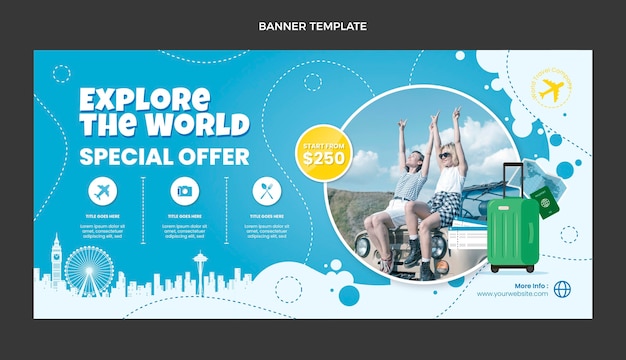 BANNER TEMPLATE
EXPLORE
THE WORLD
SPECIAL OFFER
START FROM
$250
TITLE GOES HERE
TITLE GOES HERE
TITLE GOES HERE
More Info :
www.yourwebsite.com